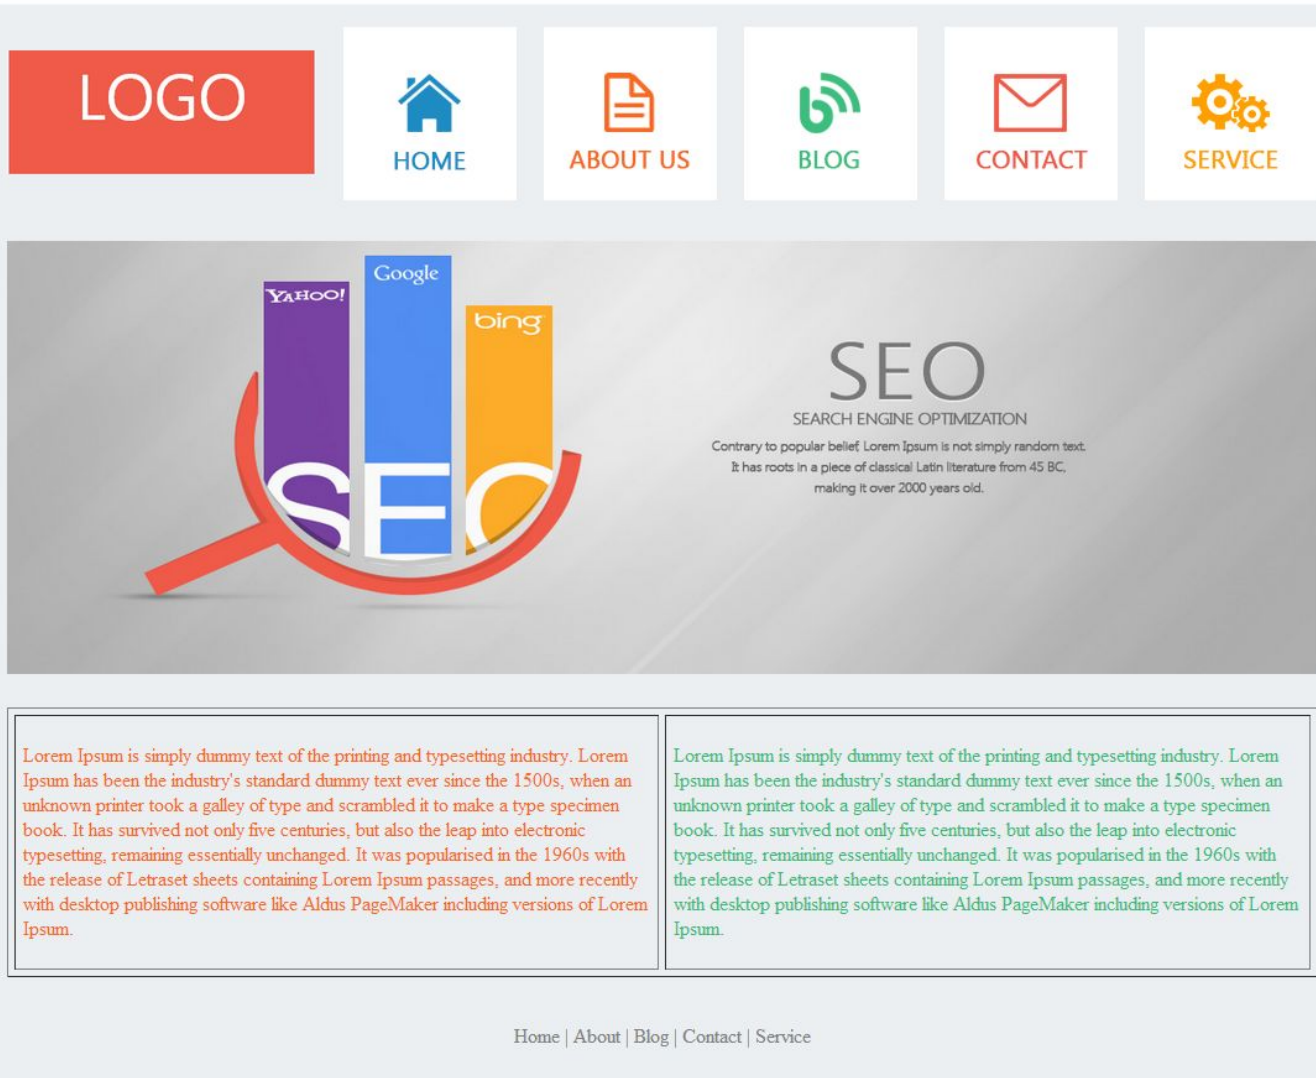 LOGO
HOME
ABOUT US
BLOG
CONTACT
SERVICE
YAHOO!
Google
bing
SEO
SEO
SEARCH ENGINE OPTIMIZATION
Contrary to popular belief, Lorem Ipsum is not simply random text.
It has roots in a piece of classical Latin literature from 45 BC,
making it over 2000 years old.
Lorem Ipsum is simply dummy text of the printing and typesetting industry. Lorem
Ipsum has been the industry's standard dummy text ever since the 1500s, when an
unknown printer took a galley of type and scrambled it to make a type specimen
book. It has survived not only five centuries, but also the leap into electronic
typesetting, remaining essentially unchanged. It was popularised in the 1960s with
the release of Letraset sheets containing Lorem Ipsum passages, and more recently
with desktop publishing software like Aldus PageMaker including versions of Lorem
Ipsum.
Lorem Ipsum is simply dummy text of the printing and typesetting industry. Lorem
Ipsum has been the industry's standard dummy text ever since the 1500s, when an
unknown printer took a galley of type and scrambled it to make a type specimen
book. It has survived not only five centuries, but also the leap into electronic
typesetting, remaining essentially unchanged. It was popularised in the 1960s with
the release of Letraset sheets containing Lorem Ipsum passages, and more recently
with desktop publishing software like Aldus PageMaker including versions of Lorem
Ipsum.
Home | About | Blog | Contact | Service